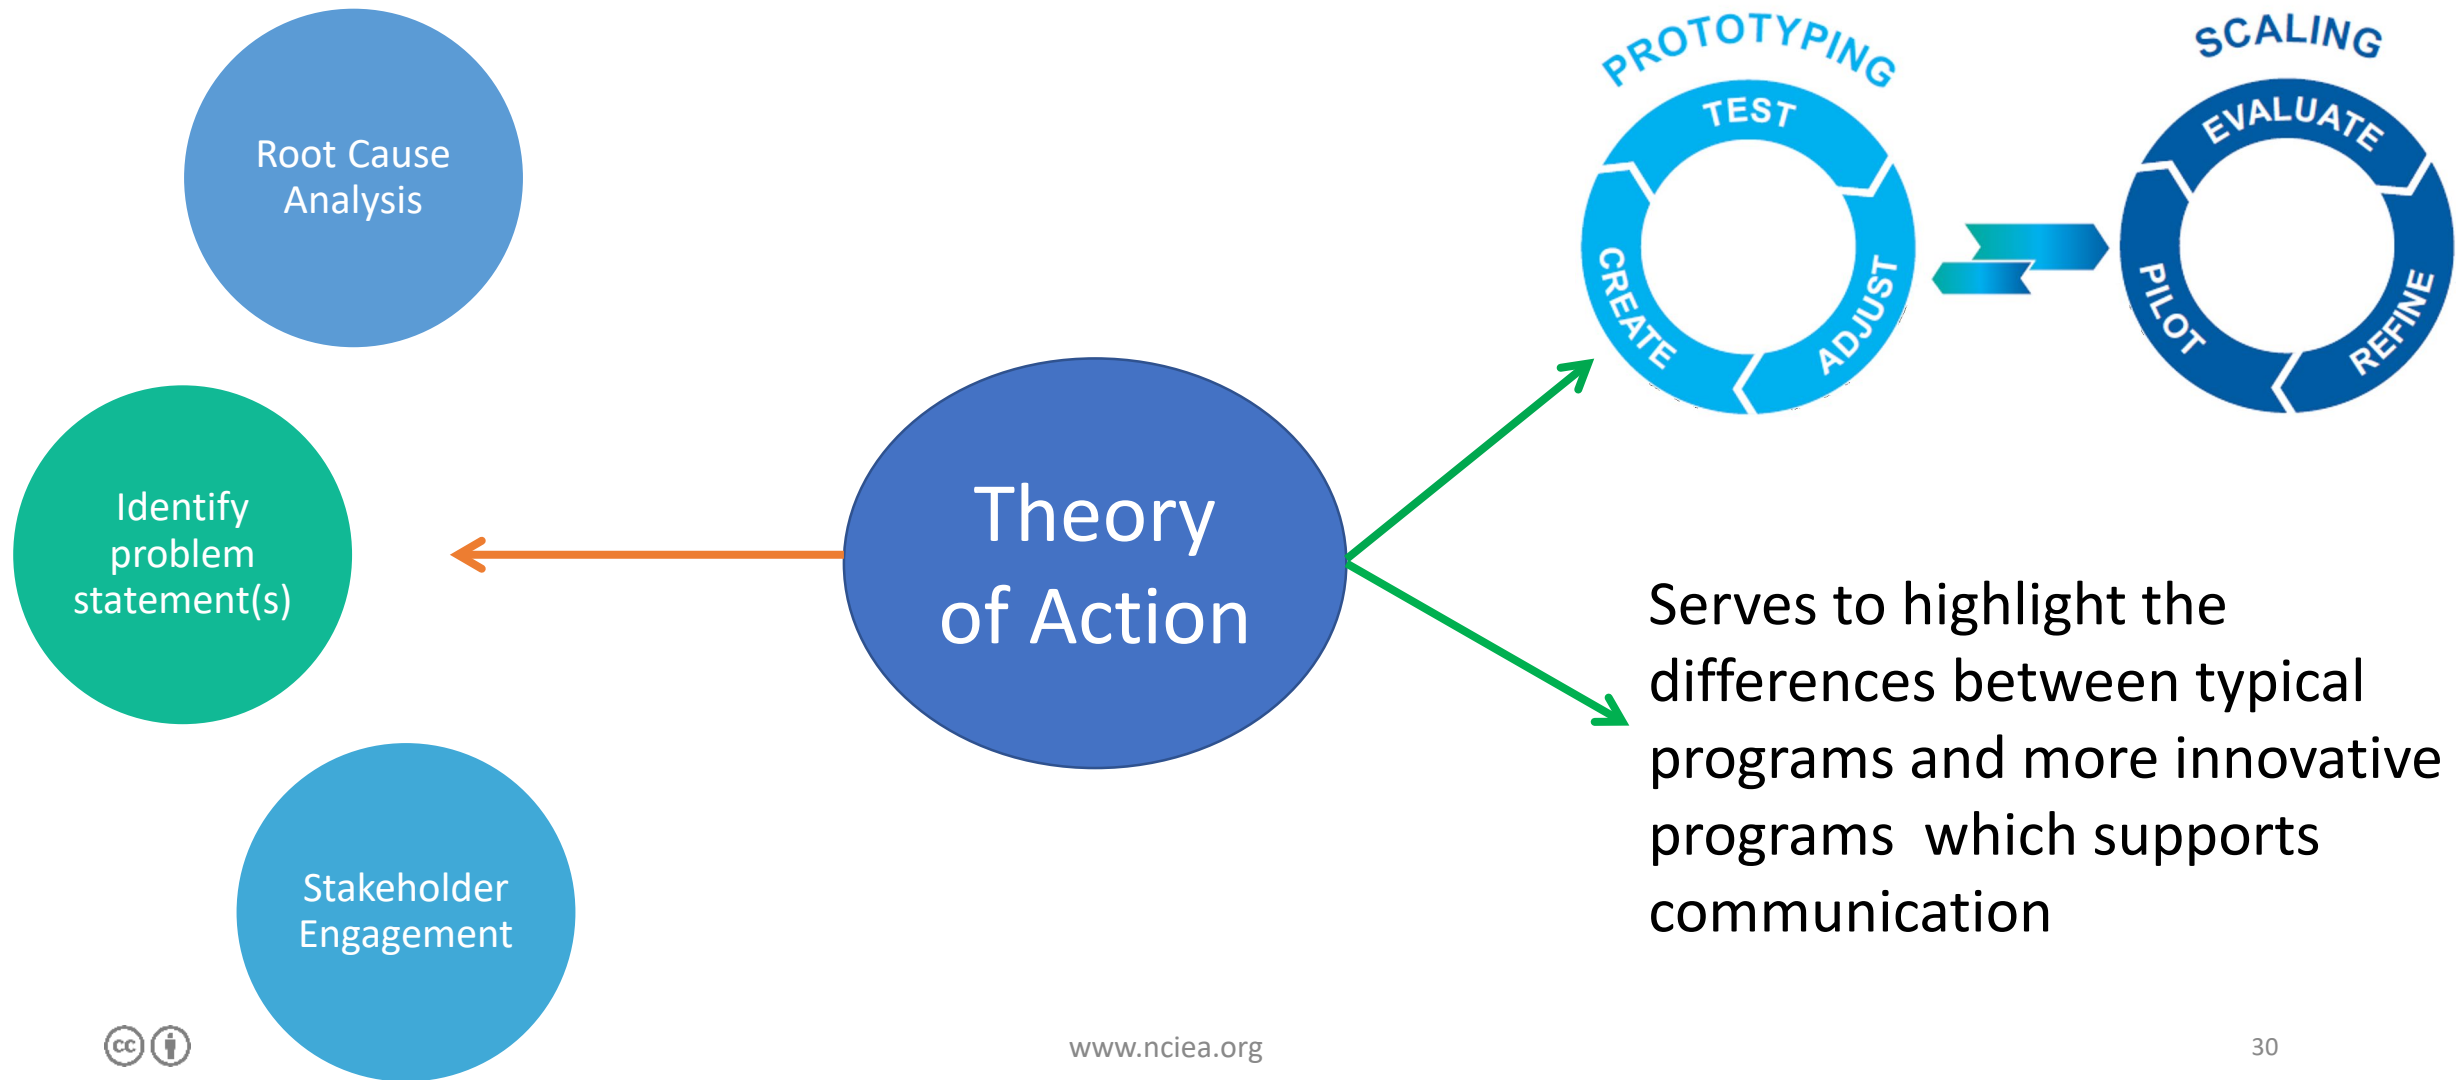 Root Cause
Analysis
Identify
problem
statement(s)
Stakeholder
Engagement
Theory
of Action
PROTOTYPING
TEST
ADJUST
CREATE
SCALING
EVALUATE
REFINE
PILOT
Serves to highlight the
differences between typical
programs and more innovative
programs  which supports
communication
cc
www.nciea.org
30